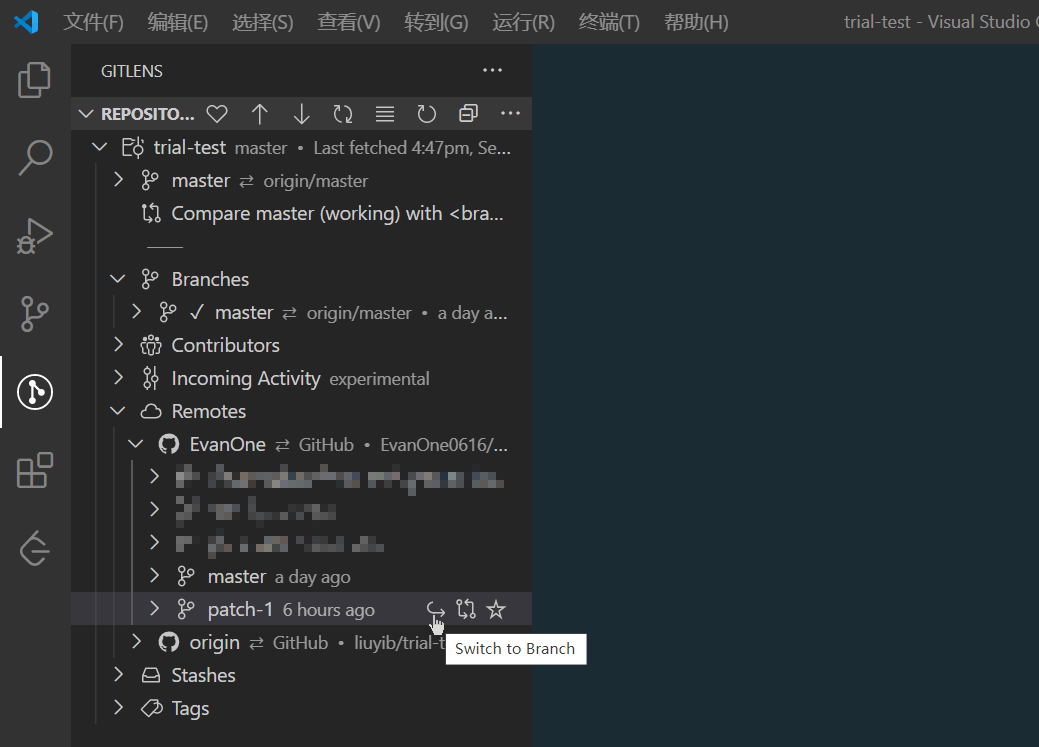 文件(F) 编辑(E) 选择(S) 查看(V) 转到(G) 运行(R) 终端(T) 帮助(H) trial-test - Visual Studio
GITLENS
REPOSITO...
trial-test master • Last fetched 4:47pm, Se...
master ⇄ origin/master
Compare master (working) with <bra...
Branches
✓ master ⇄ origin/master • a day a...
Contributors
Incoming Activity experimental
Remotes
EvanOne ⇄ GitHub • EvanOne0616/...
master a day ago
patch-1 6 hours ago
origin ⇄ GitHub • liuyib/trial-t
Switch to Branch
Stashes
Tags